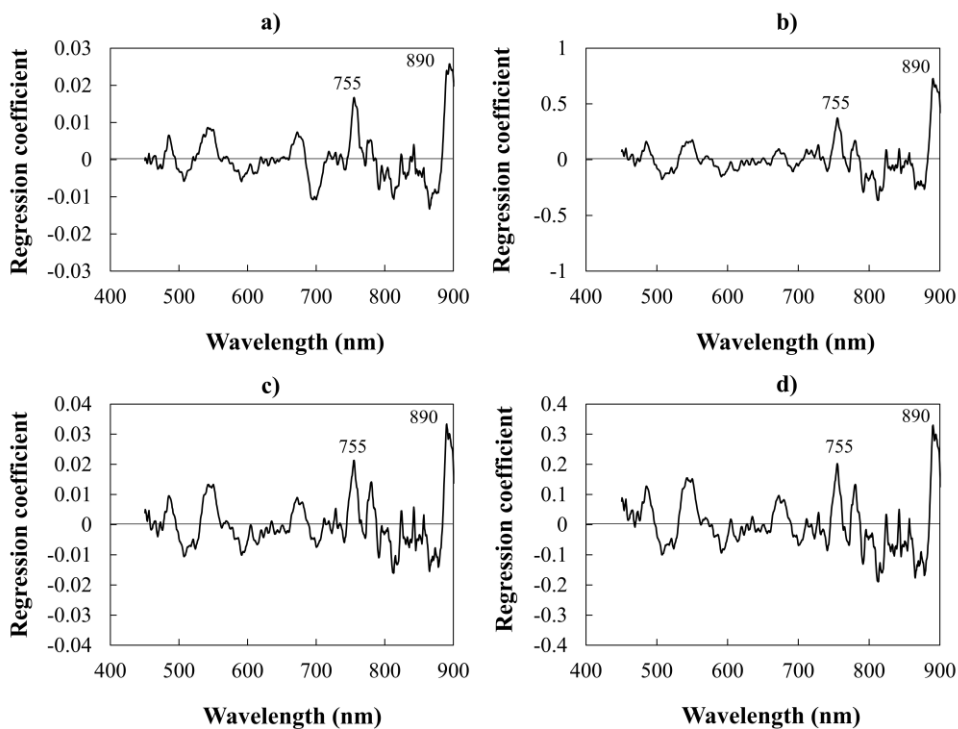 a)
Regression coefficient
0.03
0.02
0.01
0
-0.01
-0.02
-0.03
755
890
400 500 600 700 800 900
Wavelength (nm)
b)
Regression coefficient
1
0.5
0
-0.5
-1
755
890
400 500 600 700 800 900
Wavelength (nm)
c)
Regression coefficient
0.04
0.03
0.02
0.01
0
-0.01
-0.02
-0.03
-0.04
755
890
400 500 600 700 800 900
Wavelength (nm)
d)
Regression coefficient
0.4
0.3
0.2
0.1
0
-0.1
-0.2
-0.3
-0.4
755
890
400 500 600 700 800 900
Wavelength (nm)